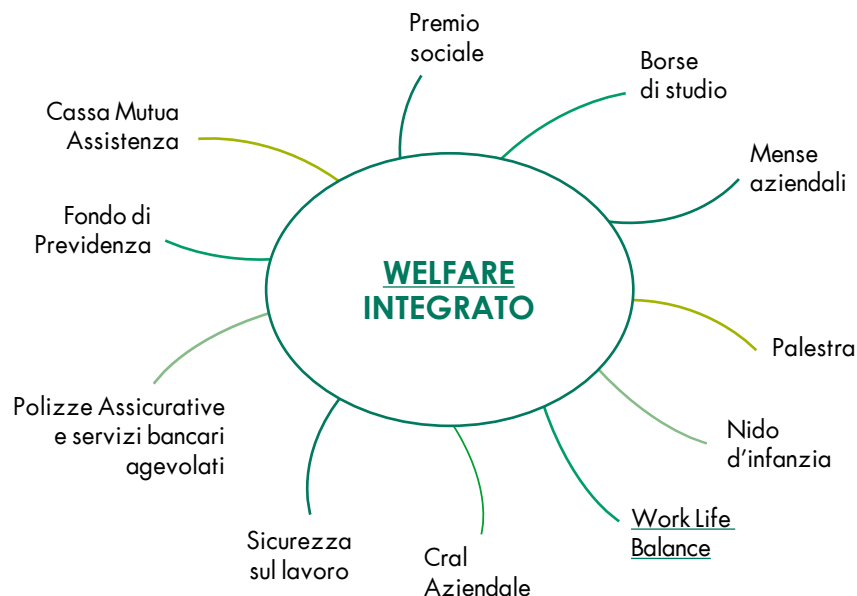 Premio
sociale
Borse
di studio
Mense
aziendali
Palestra
Nido
d'infanzia
Work Life
Balance
Cral
Aziendale
Sicurezza
sul lavoro
Polizze Assicurative
e servizi bancari
agevolati
Fondo di
Previdenza
Cassa Mutua
Assistenza
WELFARE
INTEGRATO